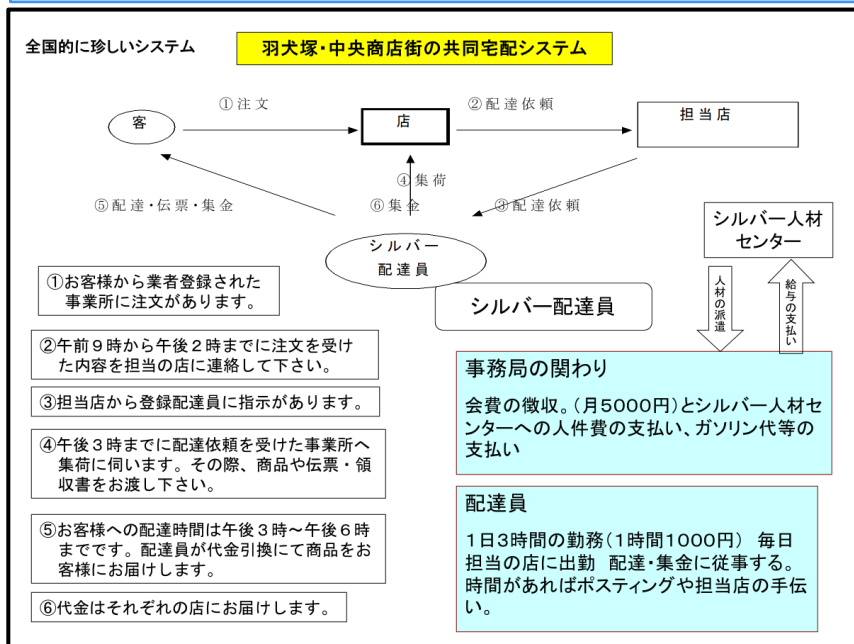 全国的に珍しいシステム
羽犬塚・中央商店街の共同宅配システム
①注文
②配達依頼
客
店
担当店
④集荷
⑤配達・伝票・集金
⑥集金
③配達依頼
シルバー
配達員
シルバー人材
センター
シルバー配達員
人材の派遣
給与の支払い
①お客様から業者登録された
事業所に注文があります。
②午前9時から午後2時までに注文を受け
た内容を担当の店に連絡して下さい。
③担当店から登録配達員に指示があります。
④午後3時までに配達依頼を受けた事業所へ
集荷に伺います。その際、商品や伝票・領
収書をお渡し下さい。
⑤お客様への配達時間は午後3時~午後6時
までです。配達員が代金引換にて商品をお
客様にお届けします。
⑥代金はそれぞれの店にお届けします。
事務局の関わり
会費の徴収。(月5000円)とシルバー人材セ
ンターへの人件費の支払い、ガソリン代等の
支払い
配達員
1日3時間の勤務(1時間1000円) 毎日
担当の店に出勤 配達・集金に従事する。
時間があればポスティングや担当店の手伝
い。